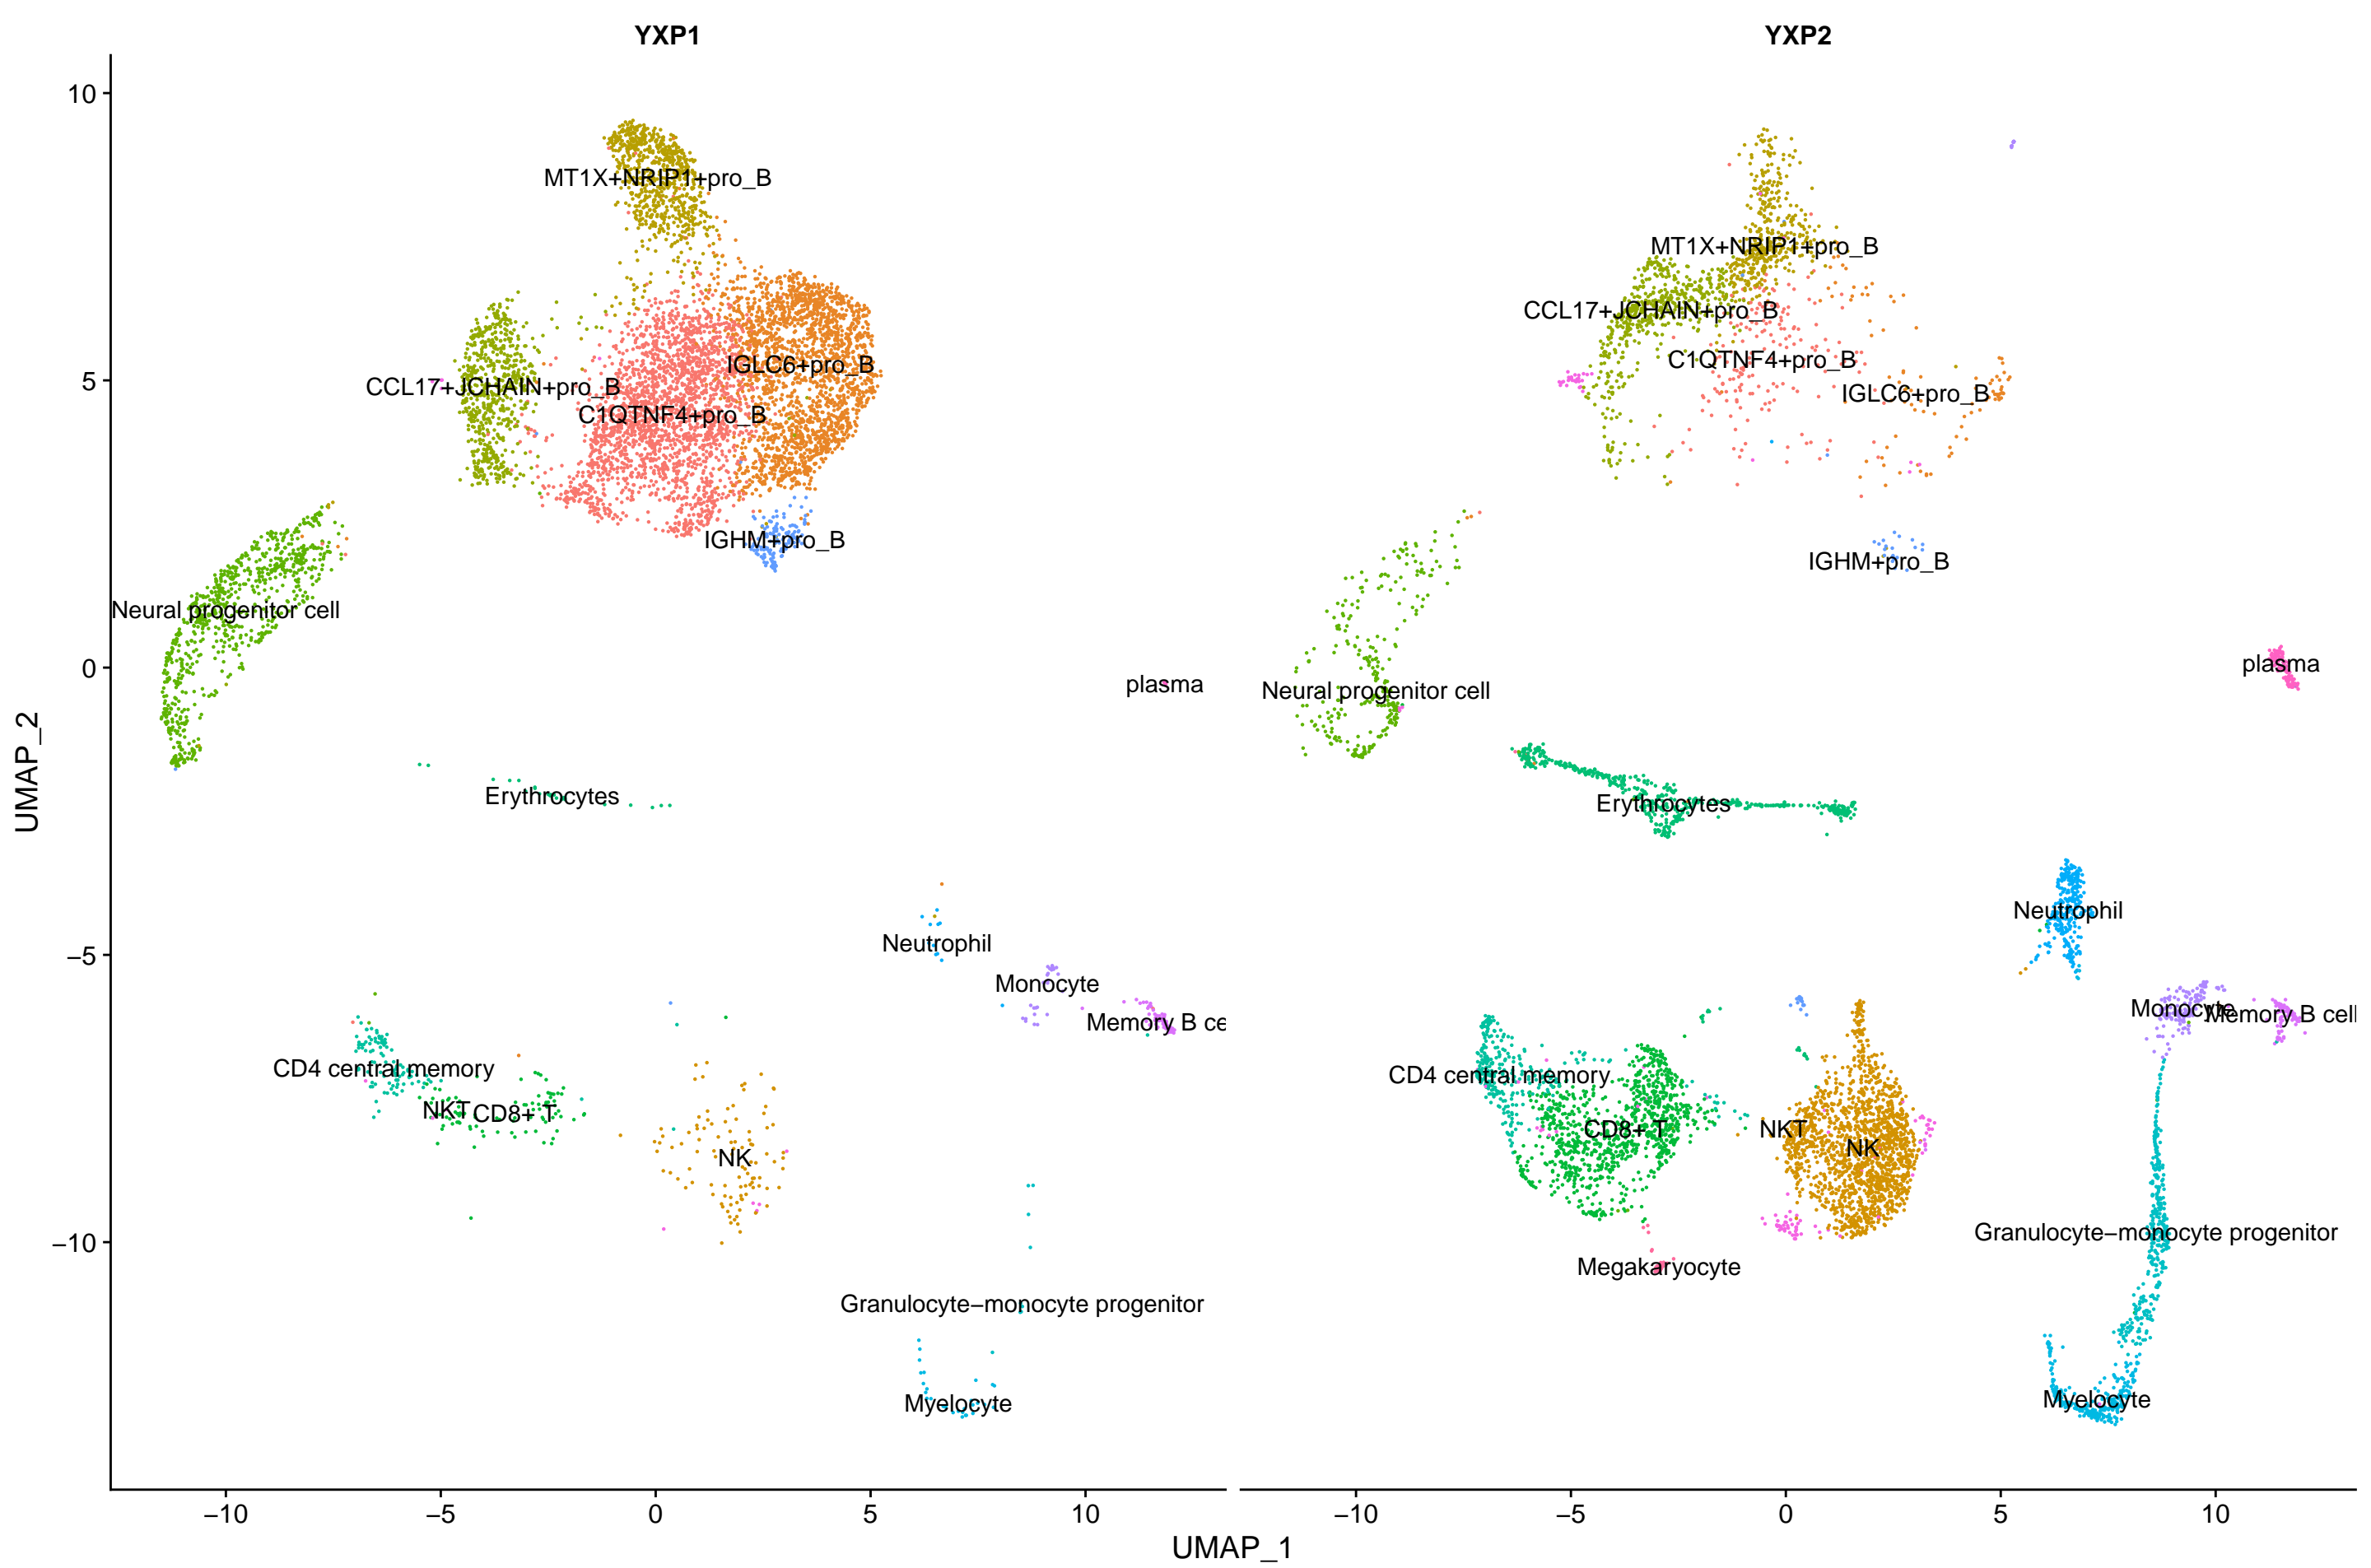 YXP1
YXP2
UMAP_2
10
5
0
−5
−10
MT1X+NRIP1+pro_B
IGLC6+pro_B
CCL17+JCHAIN+pro_B
C1QTNF4+pro_B
IGHM+pro_B
Neural progenitor cell
plasma
Erythrocytes
Neutrophil
Monocyte
Memory B ce
CD4 central memory
NKT
CD8+ T
NK
Granulocyte−monocyte progenitor
Myelocyte
MT1X+NRIP1+pro_B
CCL17+JCHAIN+pro_B
C1QTNF4+pro_B
IGLC6+pro_B
IGHM+pro_B
plasma
Neural progenitor cell
Erythrocytes
Neutrophil
Monocyte
Memory B cell
CD4 central memory
CD8+ T
NKT
NK
Granulocyte−monocyte progenitor
Megakaryocyte
Myelocyte
−10
−5
0
5
10
−10
−5
0
5
10
UMAP_1